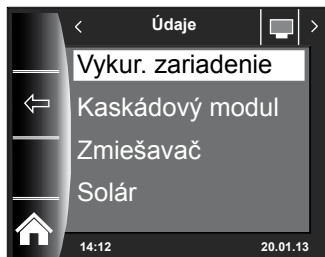 Údaje
Vykur. zariadenie
Kaskádový modul
Zmiešavač
Solár
14:12 20.01.13